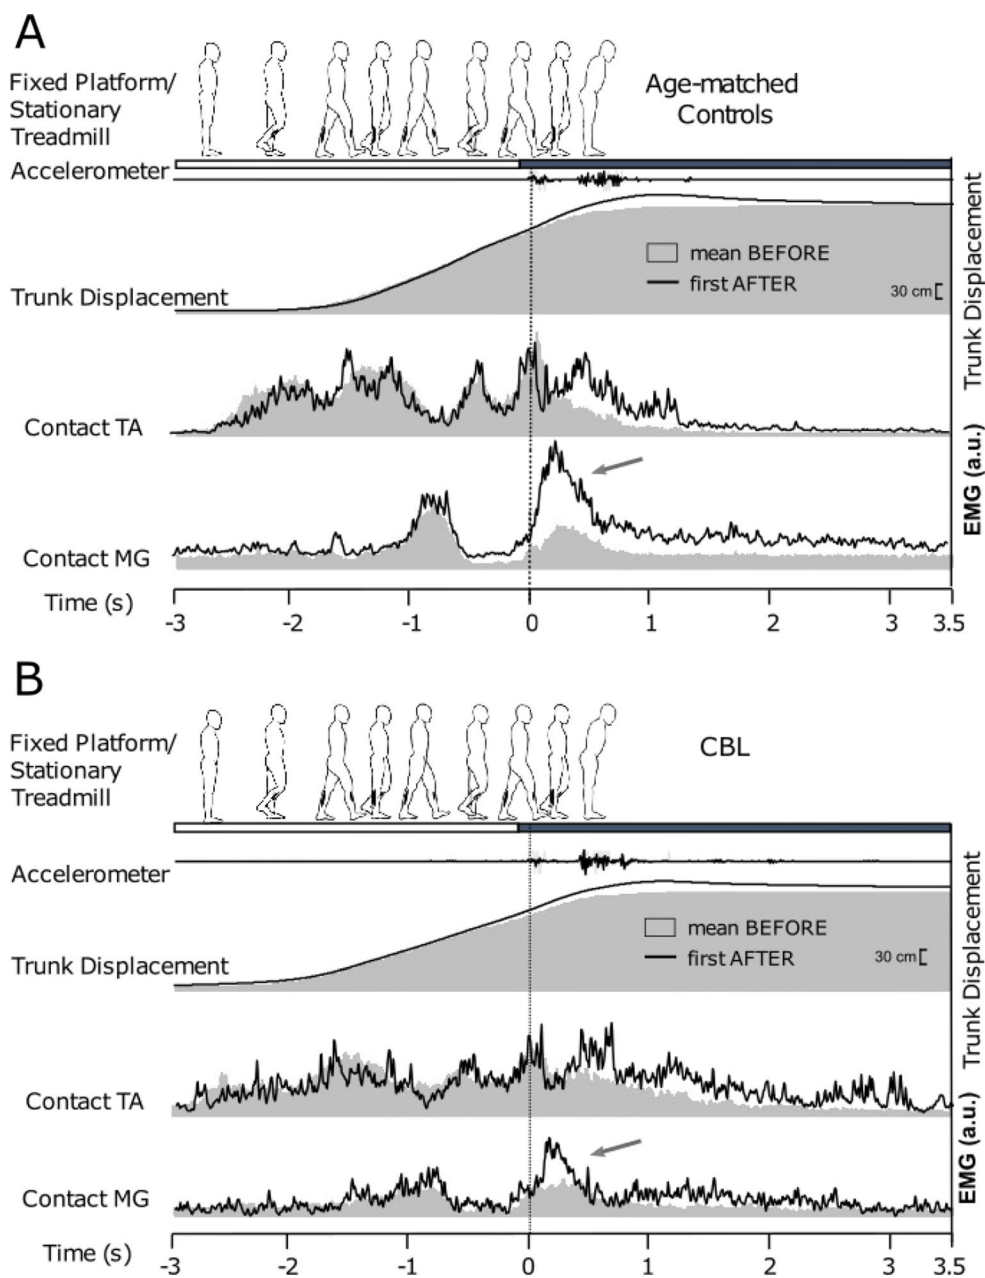 A
Fixed Platform/
Stationary
Treadmill
Age-matched
Controls
Accelerometer
Trunk Displacement
mean BEFORE
first AFTER
30 cm
Trunk Displacement
Contact TA
Contact MG
EMG (a.u.)
Time (s)
-3 -2 -1 0 1 2 3 3.5
B
Fixed Platform/
Stationary
Treadmill
CBL
Accelerometer
Trunk Displacement
mean BEFORE
first AFTER
30 cm
Trunk Displacement
Contact TA
Contact MG
EMG (a.u.)
Time (s)
-3 -2 -1 0 1 2 3 3.5